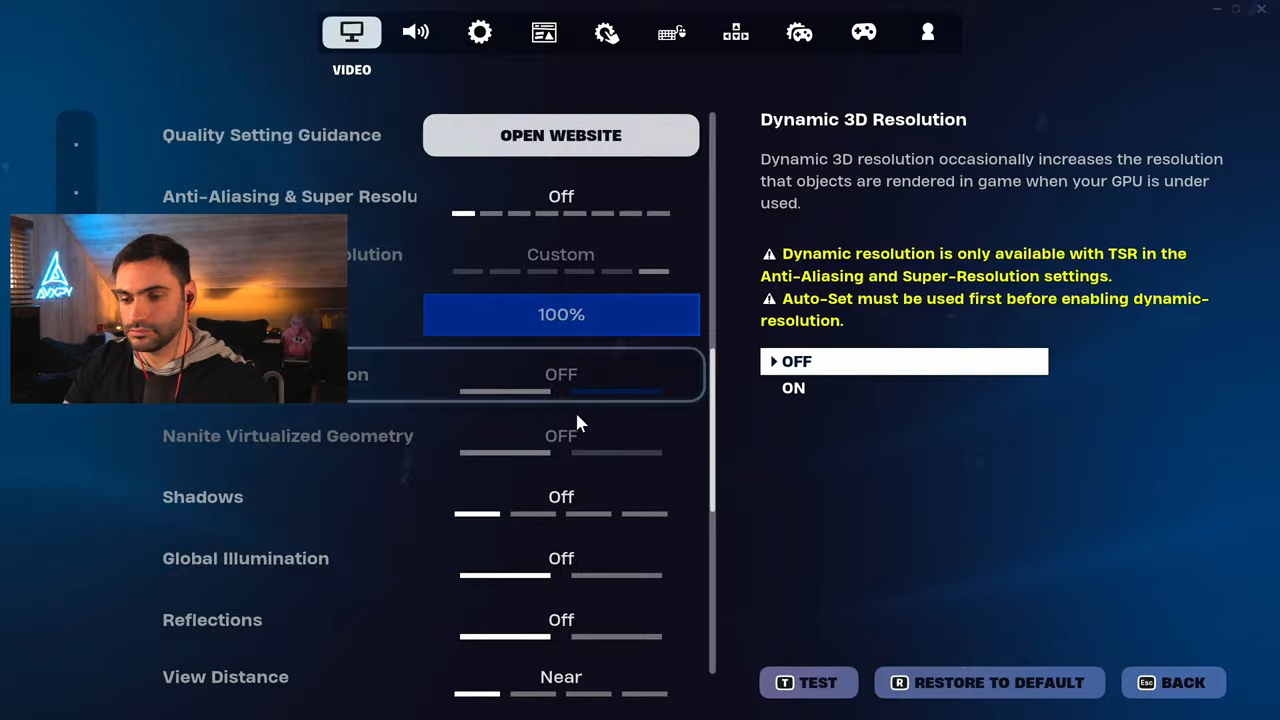 VIDEO
Quality Setting Guidance
OPEN WEBSITE
Anti-Aliasing & Super Resolu
Off
olution
Custom
100%
on
OFF
Nanite Virtualized Geometry
OFF
Shadows
Off
Global Illumination
Off
Reflections
Off
View Distance
Near
Dynamic 3D Resolution
Dynamic 3D resolution occasionally increases the resolution
that objects are rendered in game when your GPU is under
used.
Dynamic resolution is only available with TSR in the
Anti-Aliasing and Super-Resolution settings.
Auto-Set must be used first before enabling dynamic-
resolution.
OFF
ON
T TEST
R RESTORE TO DEFAULT
Esc BACK